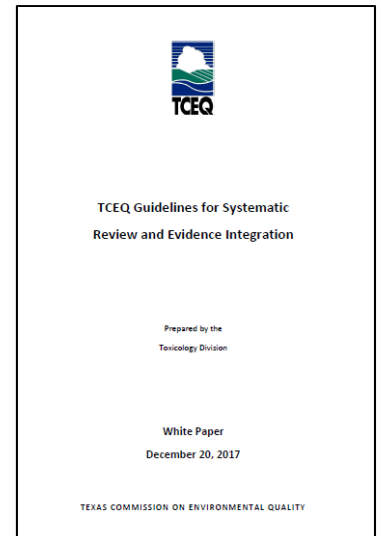 TCEQ
TCEQ Guidelines for Systematic
Review and Evidence Integration
Prepared by the
Toxicology Division
White Paper
December 20, 2017
TEXAS COMMISSION ON ENVIRONMENTAL QUALITY